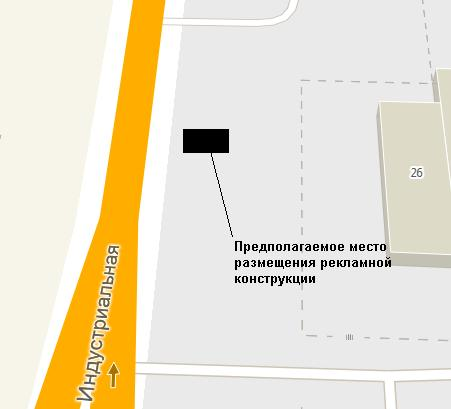 26
Предполагаемое место
размещения рекламной
конструкции
Индустриальная